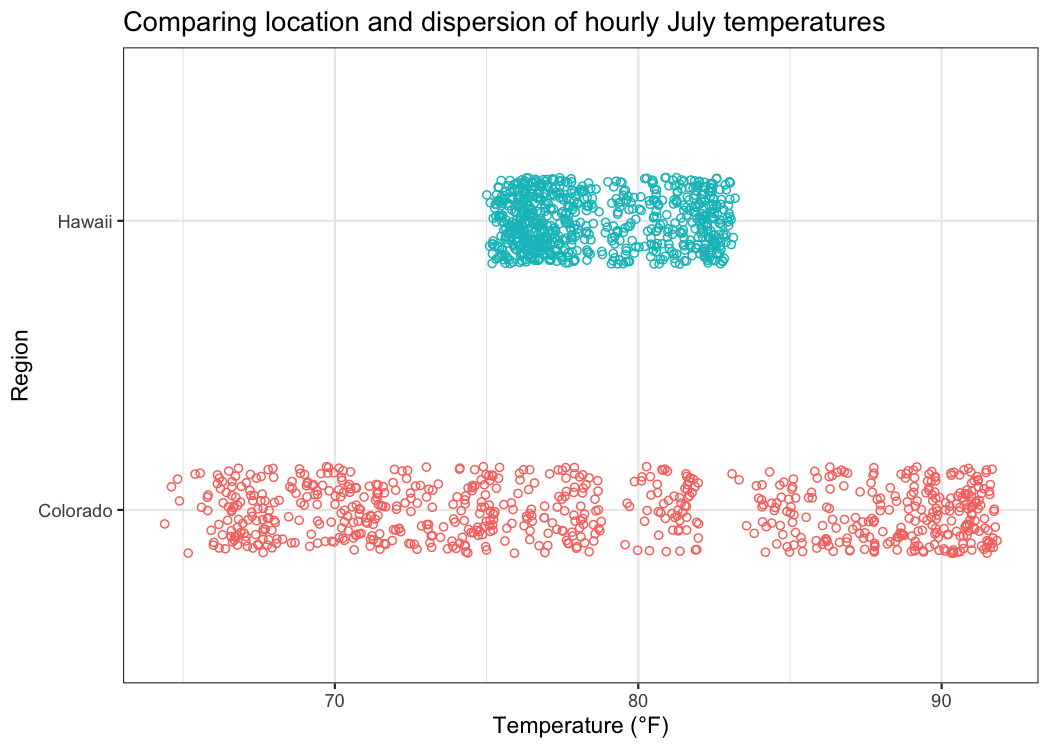 Comparing location and dispersion of hourly July temperatures
Region
Hawaii
Colorado
70 80 90
Temperature (°F)